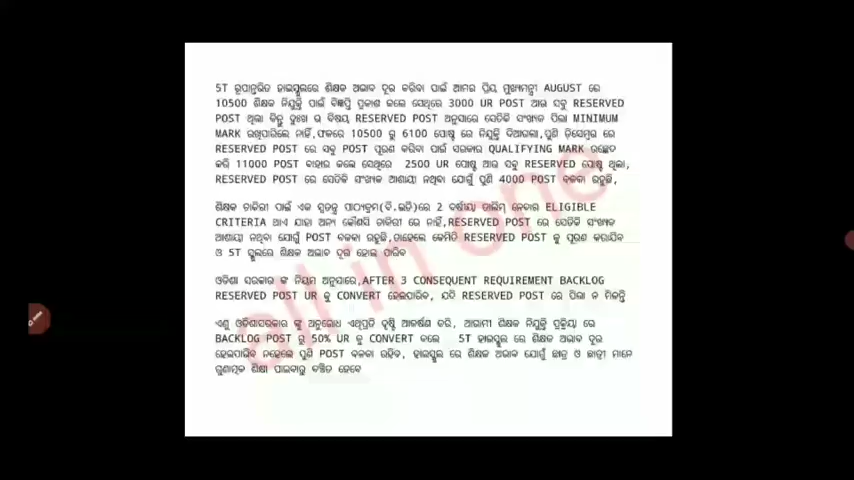 5T ରୂପାନ୍ତରିତ ହାଇସ୍କୁଲରେ ଶିକ୍ଷକ ଅଭାବ ଦୂର କରିବା ପାଇଁ ଆମର ପ୍ରିୟ ମୁଖ୍ୟମନ୍ତ୍ରୀ AUGUST ରେ
10500 ଶିକ୍ଷକ ନିଯୁକ୍ତି ପାଇଁ ବିଜ୍ଞପ୍ତି ପ୍ରକାଶ କଲେ ସେଥିରେ 3000 UR POST ଆଉ ସବୁ RESERVED
POST ଥିଲା କିନ୍ତୁ ଦୁଃଖ ର ବିଷୟ RESERVED POST ଅନୁସାରେ ସେତିକି ସଂଖ୍ୟକ ପିଲା MINIMUM
MARK ରଖିପାରିଲେ ନାହିଁ,ଫଳରେ 10500 ରୁ 6100 ପୋଷ୍ଟ ରେ ନିଯୁକ୍ତି ଦିଆଗଲା,ପୁଣି ଡ଼ିସେମ୍ବର ରେ
RESERVED POST ରେ ସବୁ POST ପୂରଣ କରିବା ପାଇଁ ସରକାର QUALIFYING MARK ଉଚ୍ଛେଦ
କରି 11000 POST ବାହାର କଲେ ସେଥିରେ 2500 UR ପୋଷ୍ଟ ଆଉ ସବୁ RESERVED ପୋଷ୍ଟ ଥିଲା,
RESERVED POST ରେ ସେତିକି ସଂଖ୍ୟକ ଆଶାୟୀ ନଥିବା ଯୋଗୁଁ ପୁଣି 4000 POST ବଳକା ରହୁଛି,
ଶିକ୍ଷକ ଚାକିରୀ ପାଇଁ ଏକ ସ୍ଵତନ୍ତ୍ର ପାଠ୍ୟକ୍ରମ(ବି.ଇଡି)ରେ 2 ବର୍ଷୀୟା ତାଲିମ୍ ନେବାର ELIGIBLE
CRITERIA ଥାଏ ଯାହା ଅନ୍ୟ କୌଣସି ଚାକିରୀ ରେ ନାହିଁ,RESERVED POST ରେ ସେତିକି ସଂଖ୍ୟକ
ଆଶାୟୀ ନଥିବା ଯୋଗୁଁ POST ବଳକା ରହୁଛି,ତାହେଲେ କେମିତି RESERVED POST କୁ ପୂରଣ କରାଯିବ
ଓ 5T ସ୍କୁଲରେ ଶିକ୍ଷକ ଅଭାବ ଦୂର ହୋଇ ପାରିବ
ଓଡ଼ିଶା ସରକାର ଙ୍କ ନିୟମ ଅନୁସାରେ,AFTER 3 CONSEQUENT REQUIREMENT BACKLOG
RESERVED POST UR କୁ CONVERT ହେଇପାରିବ, ଯଦି RESERVED POST ରେ ପିଲା ନ ମିଳନ୍ତି
ଏଣୁ ଓଡ଼ିଶାସରକାର ଙ୍କୁ ଅନୁରୋଧ ଏଥିପ୍ରତି ଦୃଷ୍ଟି ଆକର୍ଷଣ କରି, ଆଗାମୀ ଶିକ୍ଷକ ନିଯୁକ୍ତି ପ୍ରକ୍ରିୟା ରେ
BACKLOG POST ରୁ 50% UR କୁ CONVERT କଲେ 5T ହାଇସ୍କୁଲ ରେ ଶିକ୍ଷକ ଅଭାବ ଦୂର
ହେଇପାରିବ ନହେଲେ ପୁଣି POST ବଳକା ରହିବ, ହାଇସ୍କୁଲ ରେ ଶିକ୍ଷକ ଅଭାବ ଯୋଗୁଁ ଛାତ୍ର ଓ ଛାତ୍ରୀ ମାନେ
ଗୁଣାତ୍ମକ ଶିକ୍ଷା ପାଇବାରୁ ବଞ୍ଚିତ ହେବେ
all in one